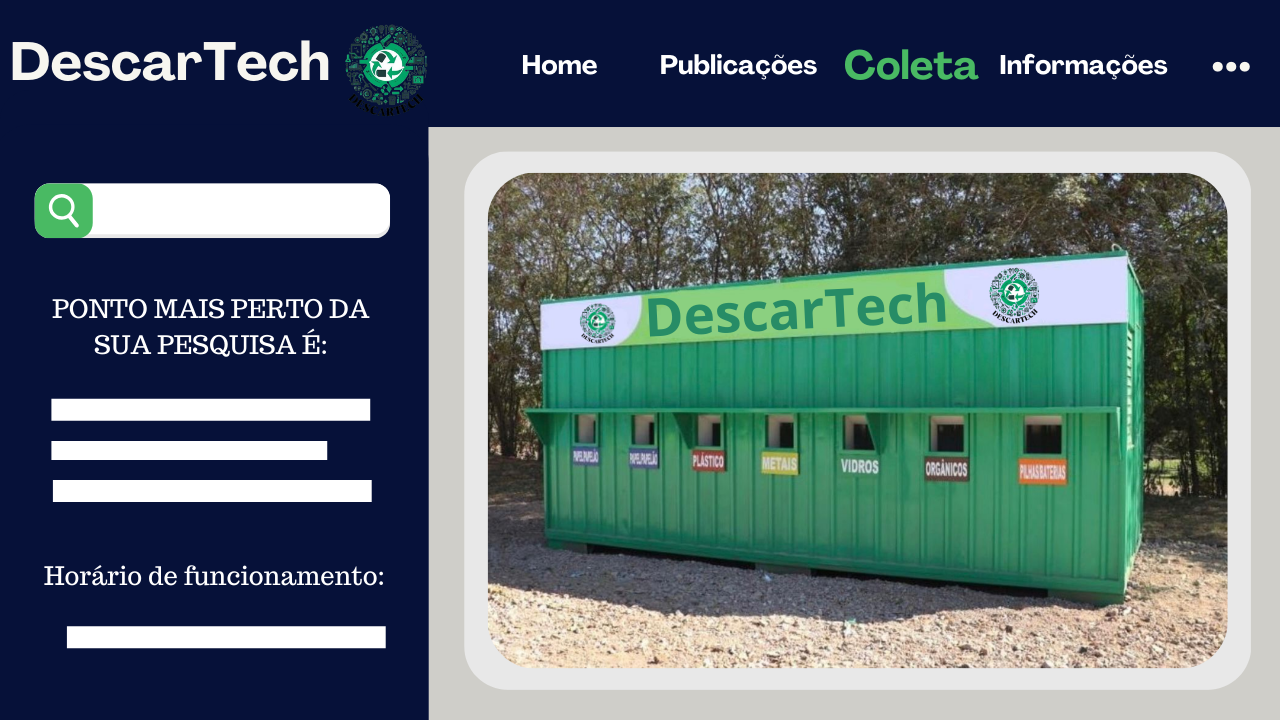 DescarTech
DESCARTECH
Home
Publicações
Coleta
Informações
PONTO MAIS PERTO DA
SUA PESQUISA É:
Horário de funcionamento:
DescarTech
DESCARTECH
DESCARTECH
PAPEL/PAPELÃO
PAPEL/PAPELÃO
PLÁSTICO
METAIS
VIDROS
ORGÂNICOS
PILHAS/BATERIAS